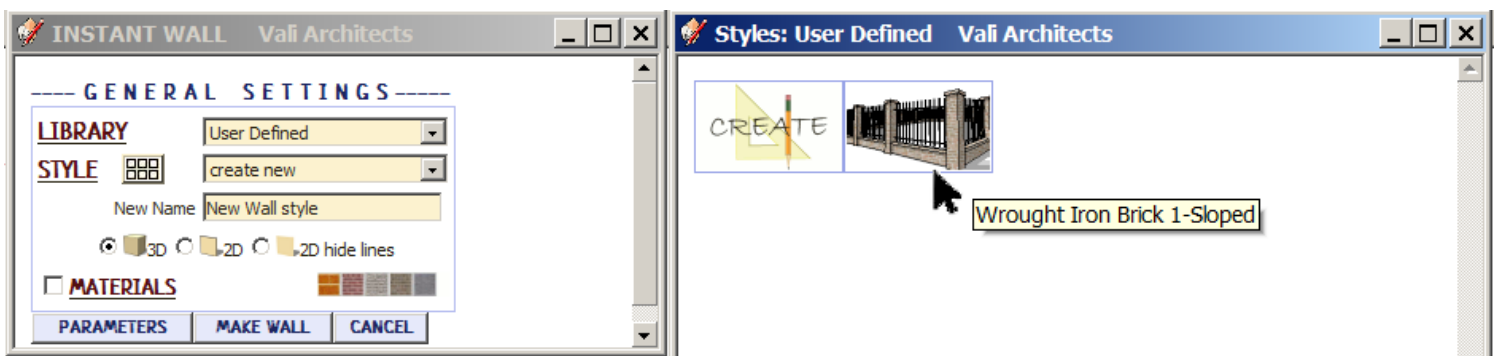 INSTANT WALL Vali Architects
---- GENERAL SETTINGS-----
LIBRARY User Defined
STYLE create new
New Name New Wall style
3D 2D 2D hide lines
MATERIALS
PARAMETERS MAKE WALL CANCEL
Styles: User Defined Vali Architects
CREATE
Wrought Iron Brick 1-Sloped